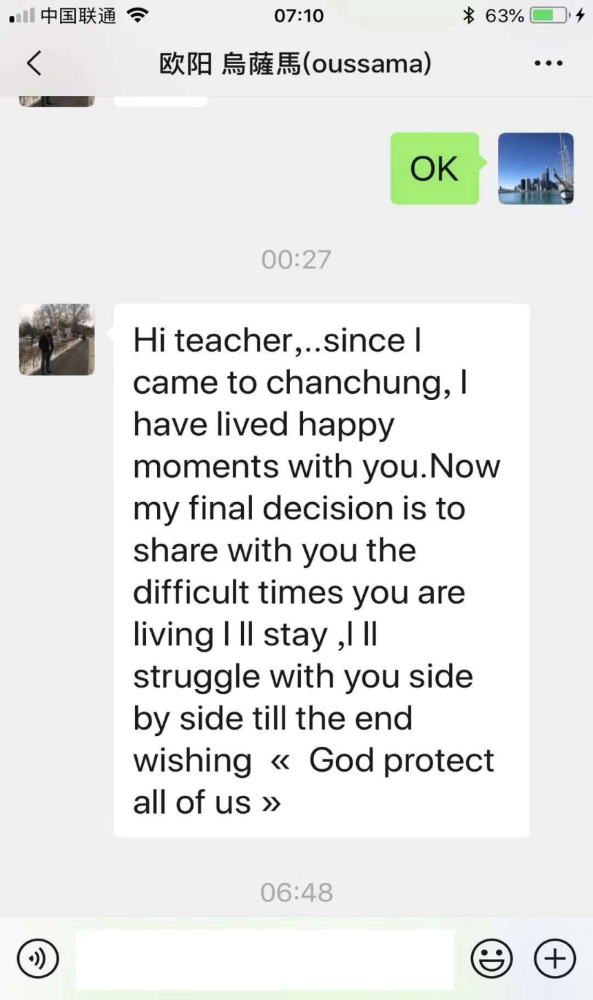 中国联通 07:10 63%
欧阳 烏薩馬(oussama)
OK
00:27
Hi teacher,..since I
came to chanchung, I
have lived happy
moments with you.Now
my final decision is to
share with you the
difficult times you are
living I ll stay ,I ll
struggle with you side
by side till the end
wishing « God protect
all of us »
06:48